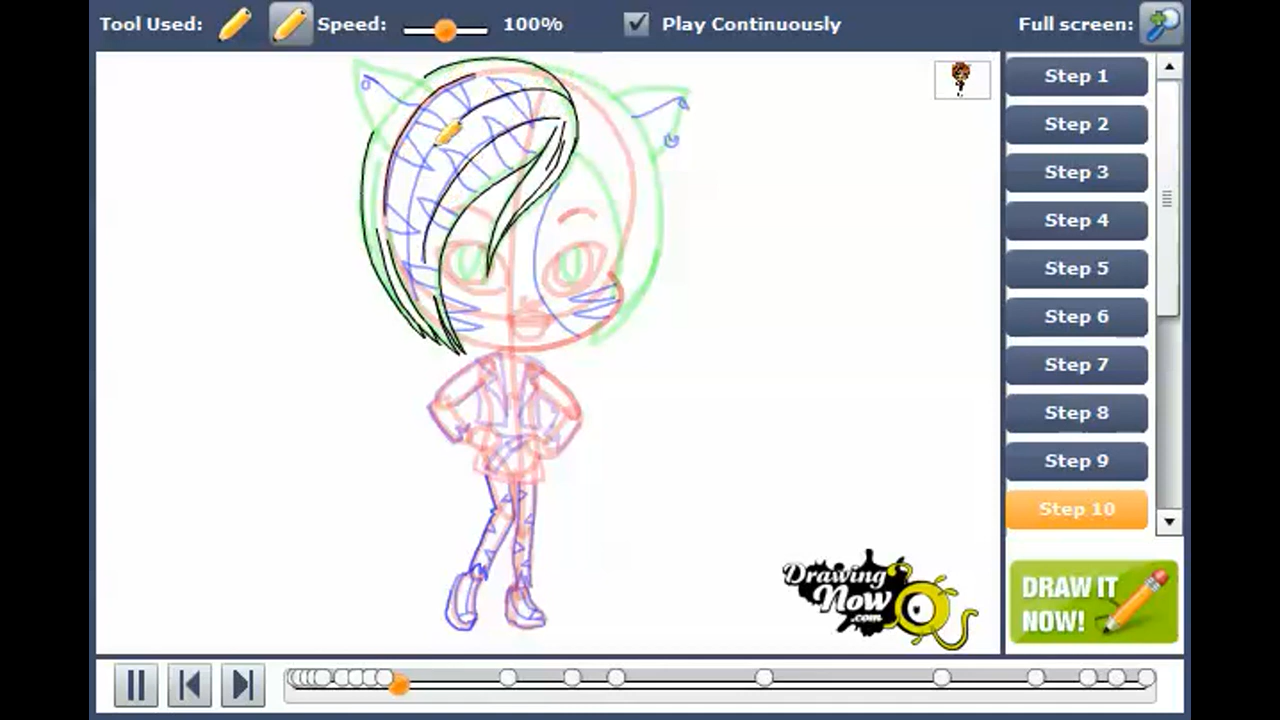 Tool Used: Speed: 100% Play Continuously Full screen:
Step 1
Step 2
Step 3
Step 4
Step 5
Step 6
Step 7
Step 8
Step 9
Step 10
Drawing
Now
.com
DRAW IT
NOW!